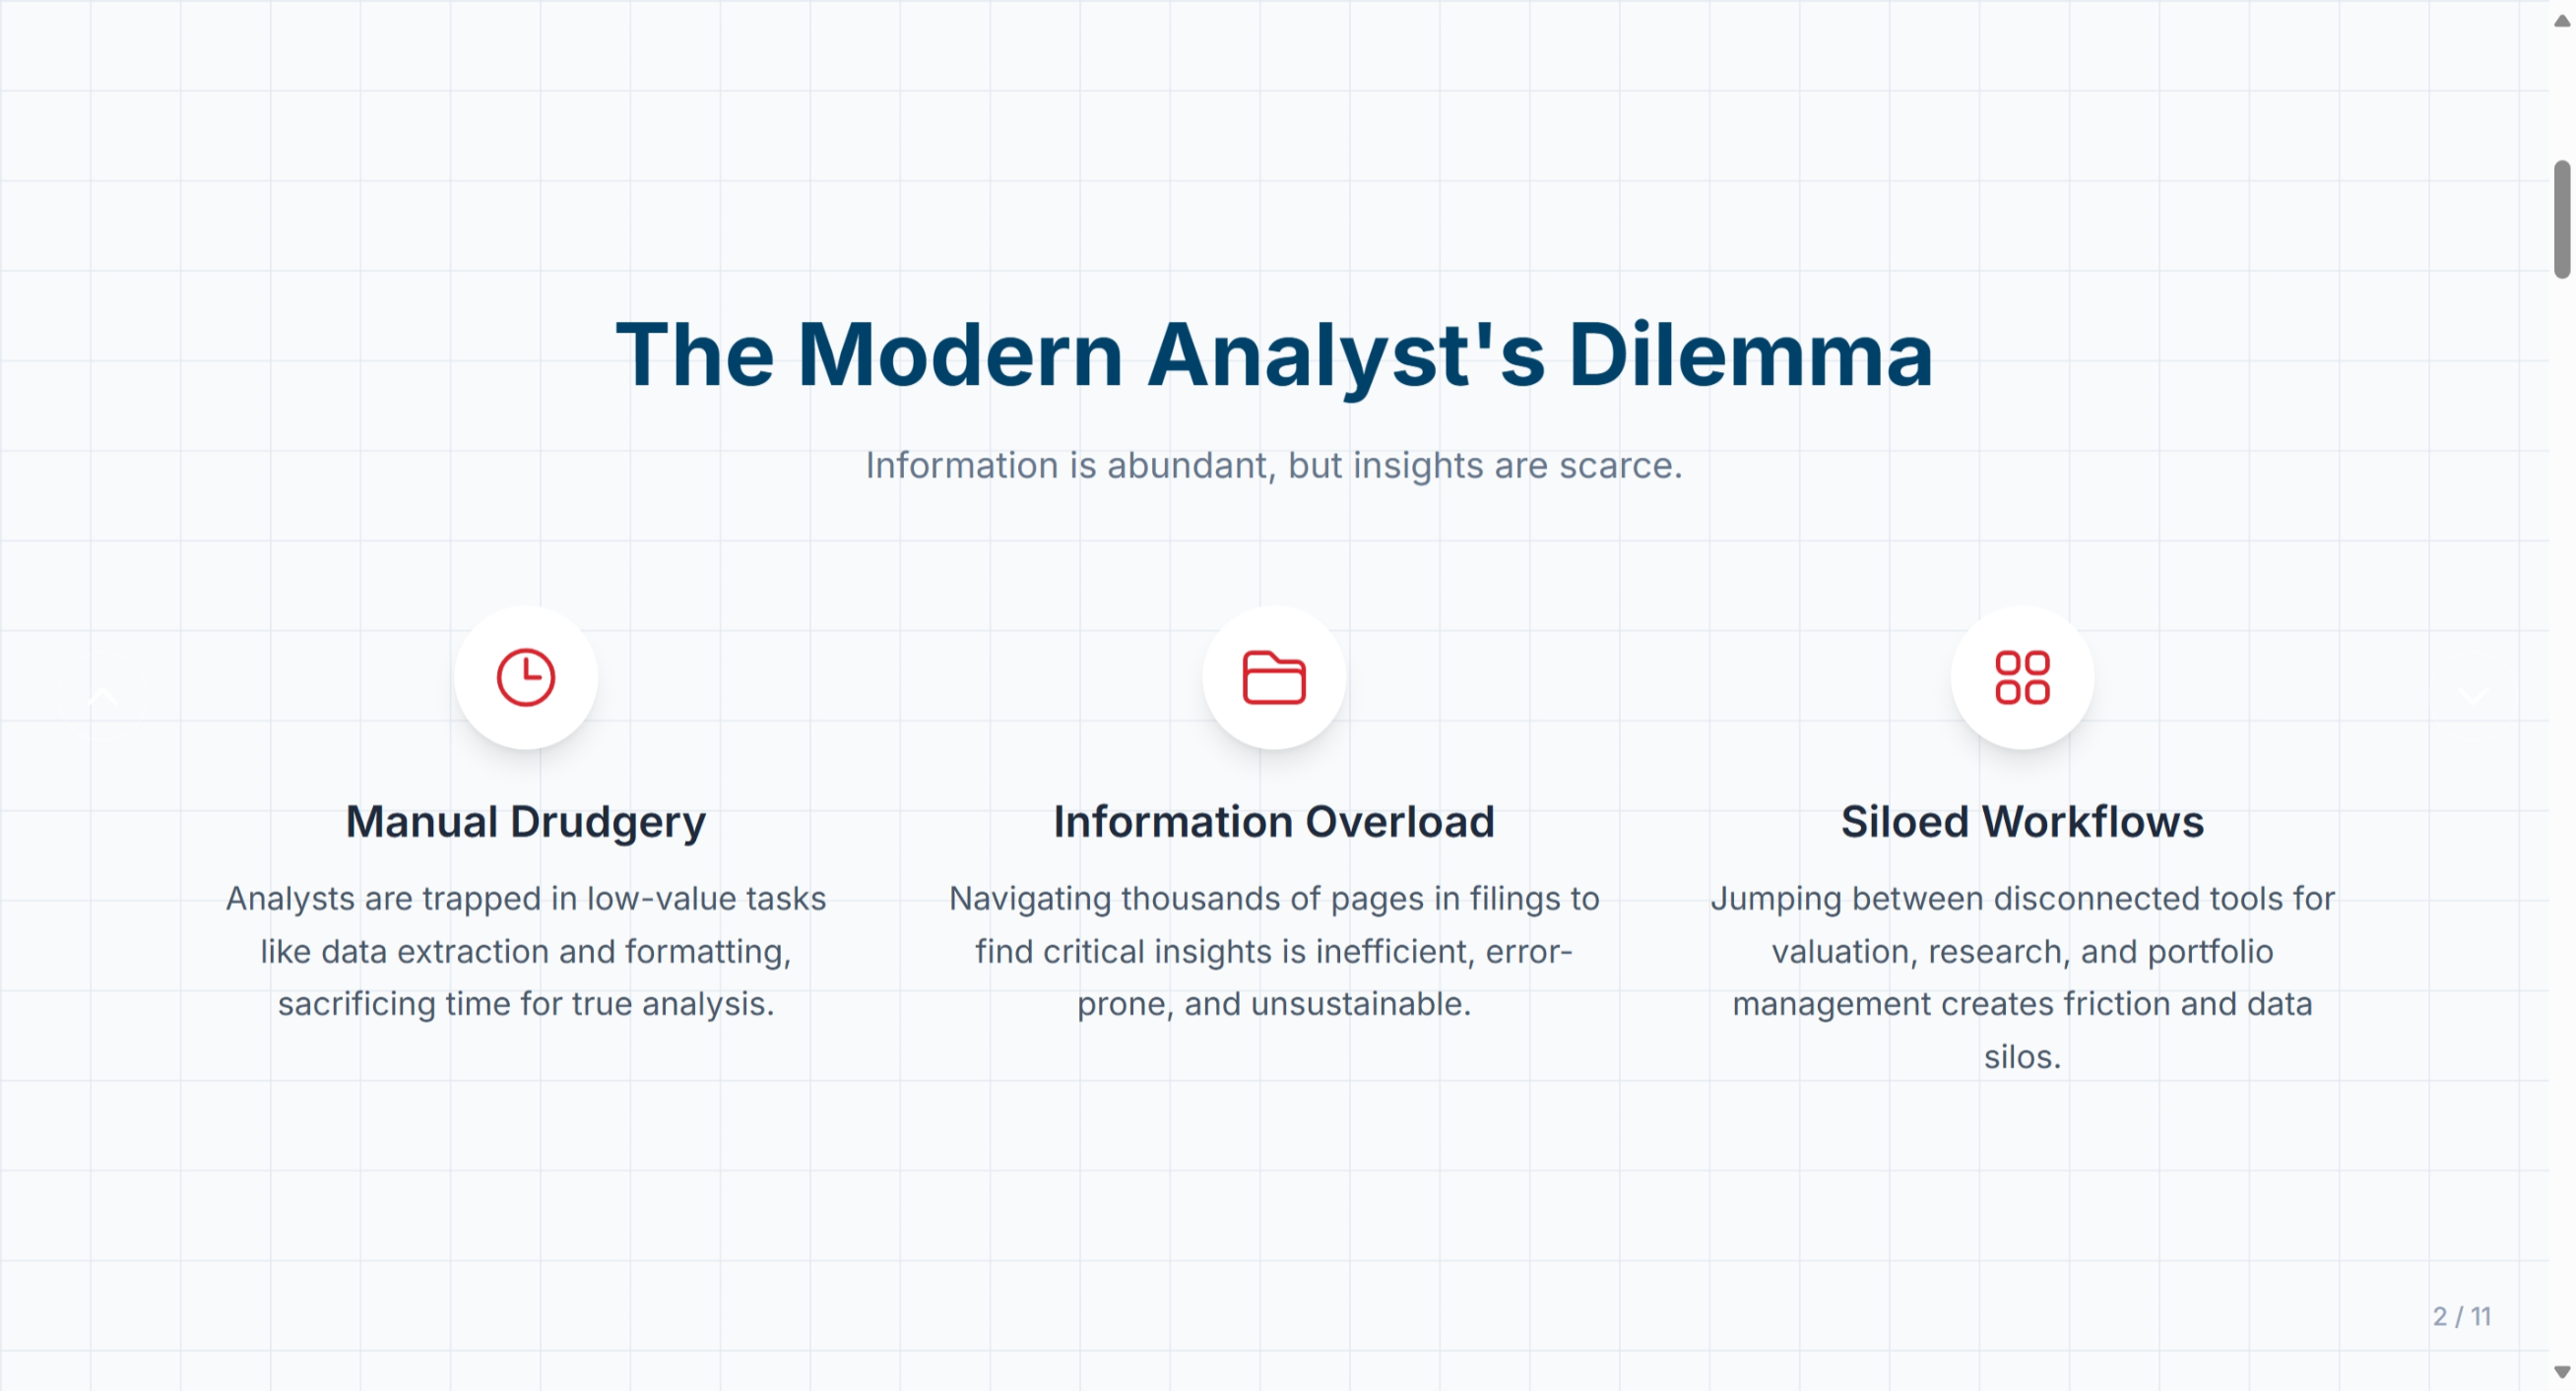 The Modern Analyst's Dilemma
Information is abundant, but insights are scarce.
Manual Drudgery
Analysts are trapped in low-value tasks
like data extraction and formatting,
sacrificing time for true analysis.
Information Overload
Navigating thousands of pages in filings to
find critical insights is inefficient, error-
prone, and unsustainable.
Siloed Workflows
Jumping between disconnected tools for
valuation, research, and portfolio
management creates friction and data
silos.
2 / 11